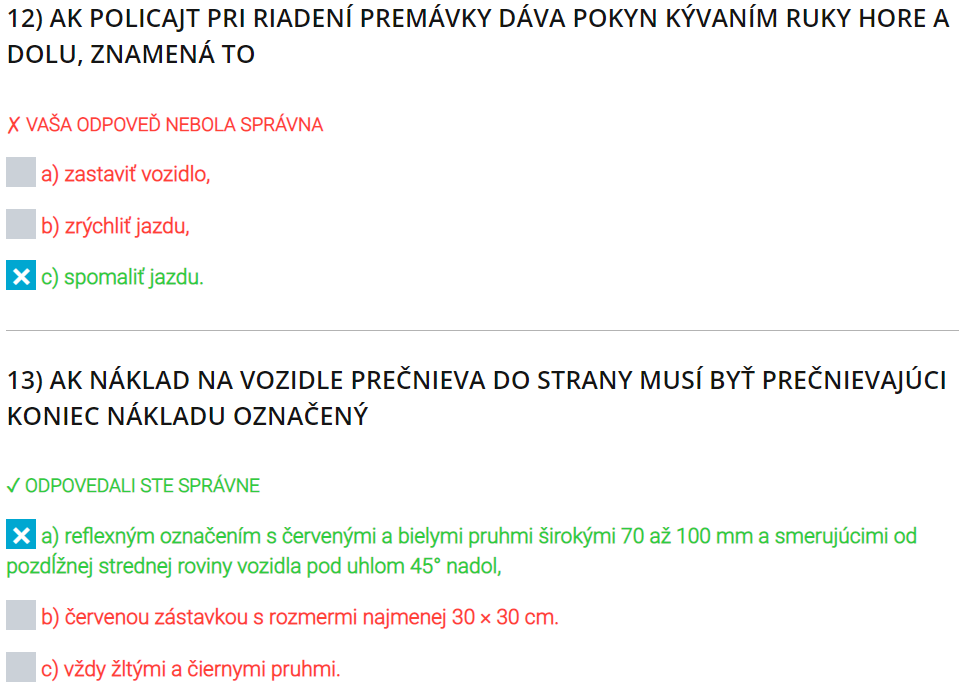 12) AK POLICAJT PRI RIADENÍ PREMÁVKY DÁVA POKYN KÝVANÍM RUKY HORE A
DOLU, ZNAMENÁ TO
✗ VAŠA ODPOVEĎ NEBOLA SPRÁVNA
a) zastaviť vozidlo,
b) zrýchliť jazdu,
c) spomaliť jazdu.
13) AK NÁKLAD NA VOZIDLE PREČNIEVA DO STRANY MUSÍ BYŤ PREČNIEVAJÚCI
KONIEC NÁKLADU OZNAČENÝ
✓ ODPOVEDALI STE SPRÁVNE
a) reflexným označením s červenými a bielymi pruhmi širokými 70 až 100 mm a smerujúcimi od
pozdĺžnej strednej roviny vozidla pod uhlom 45° nadol,
b) červenou zástavkou s rozmermi najmenej 30 × 30 cm.
c) vždy žltými a čiernymi pruhmi.